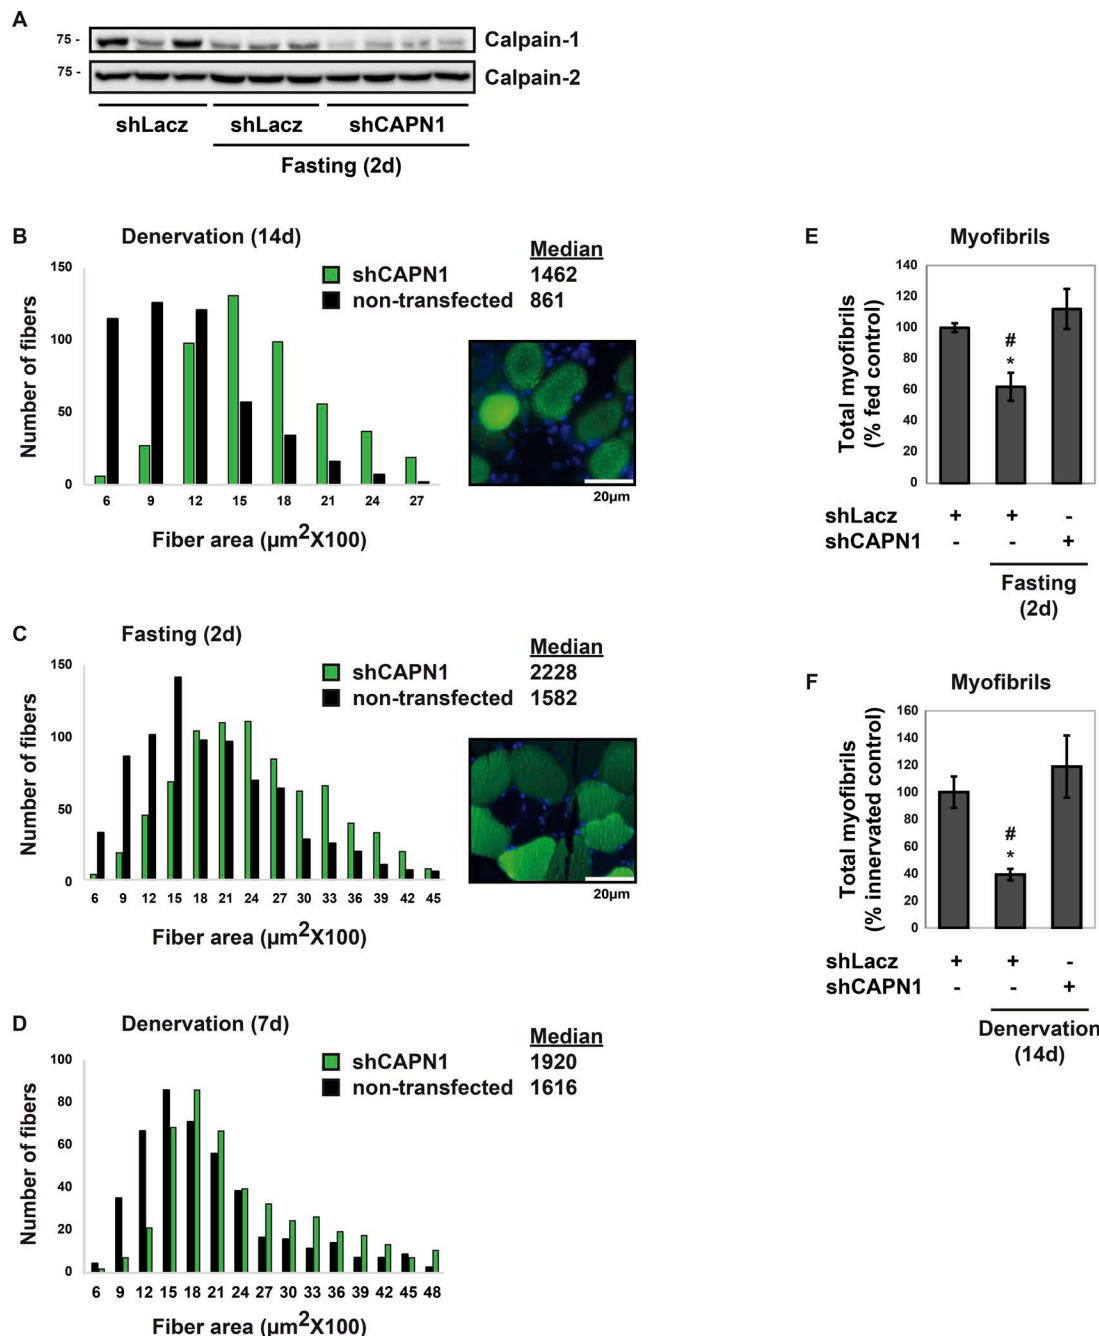 A
75 -
Calpain-1
75 -
Calpain-2
shLacz shLacz shCAPN1
Fasting (2d)
B
Denervation (14d)
Median
shCAPN1 1462
non-transfected 861
150
100
50
0
Number of fibers
6 9 12 15 18 21 24 27
Fiber area (µm²X100)
20µm
C
Fasting (2d)
Median
shCAPN1 2228
non-transfected 1582
150
100
50
0
Number of fibers
6 9 12 15 18 21 24 27 30 33 36 39 42 45
Fiber area (µm²X100)
20µm
D
Denervation (7d)
Median
shCAPN1 1920
non-transfected 1616
100
80
60
40
20
0
Number of fibers
6 9 12 15 18 21 24 27 30 33 36 39 42 45 48
Fiber area (µm²X100)
E
Myofibrils
Total myofibrils
(% fed control)
140
120
100
80
60
40
20
0
#
*
shLacz + + -
shCAPN1 - - +
Fasting
(2d)
F
Myofibrils
Total myofibrils
(% innervated control)
160
140
120
100
80
60
40
20
0
#
*
shLacz + + -
shCAPN1 - - +
Denervation
(14d)